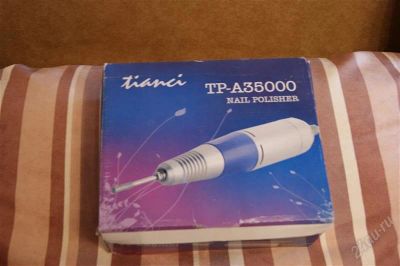 tianci
TP-A35000
NAIL POLISHER